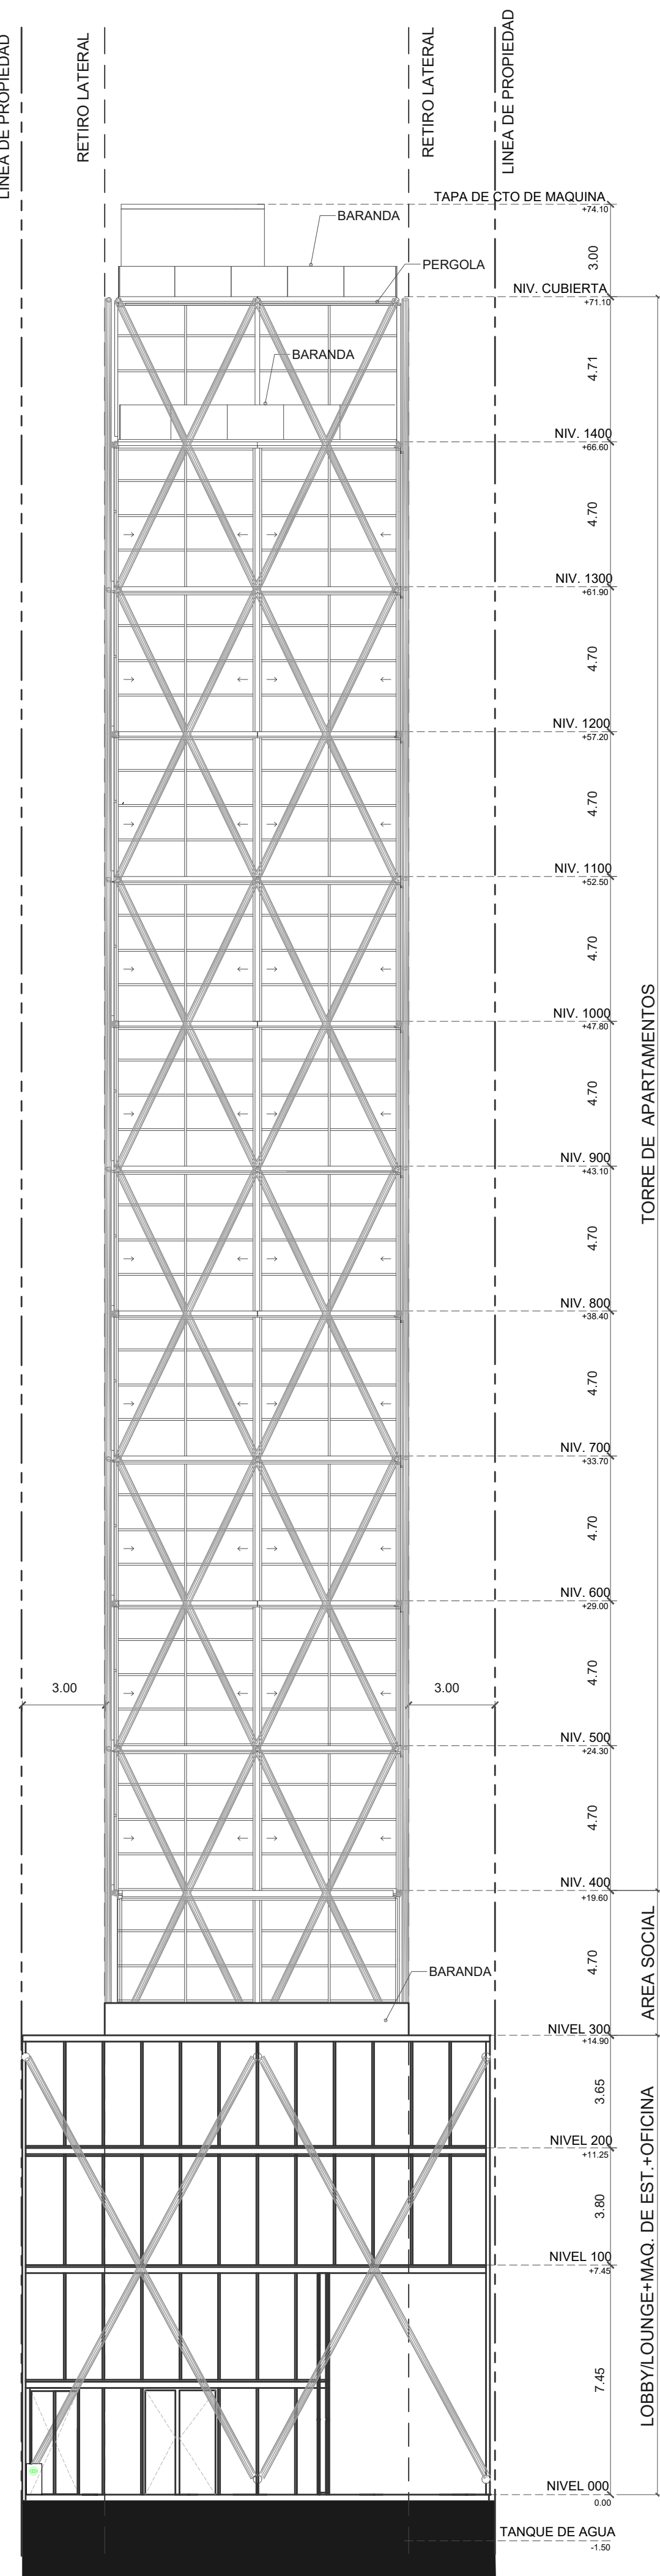 LINEA DE PROPIEDAD
RETIRO LATERAL
RETIRO LATERAL
LINEA DE PROPIEDAD
TAPA DE CTO DE MAQUINA
+74.10
BARANDA
3.00
PERGOLA
NIV. CUBIERTA
+71.10
BARANDA
4.71
NIV. 1400
+66.60
4.70
NIV. 1300
+61.90
4.70
NIV. 1200
+57.20
4.70
NIV. 1100
+52.50
4.70
NIV. 1000
+47.80
4.70
NIV. 900
+43.10
4.70
NIV. 800
+38.40
4.70
NIV. 700
+33.70
4.70
NIV. 600
+29.00
4.70
3.00
3.00
NIV. 500
+24.30
4.70
NIV. 400
+19.60
TORRE DE APARTAMENTOS
4.70
AREA SOCIAL
BARANDA
NIVEL 300
+14.90
3.65
NIVEL 200
+11.25
3.80
NIVEL 100
+7.45
7.45
LOBBY/LOUNGE+MAQ. DE EST.+OFICINA
NIVEL 000
0.00
TANQUE DE AGUA
-1.50